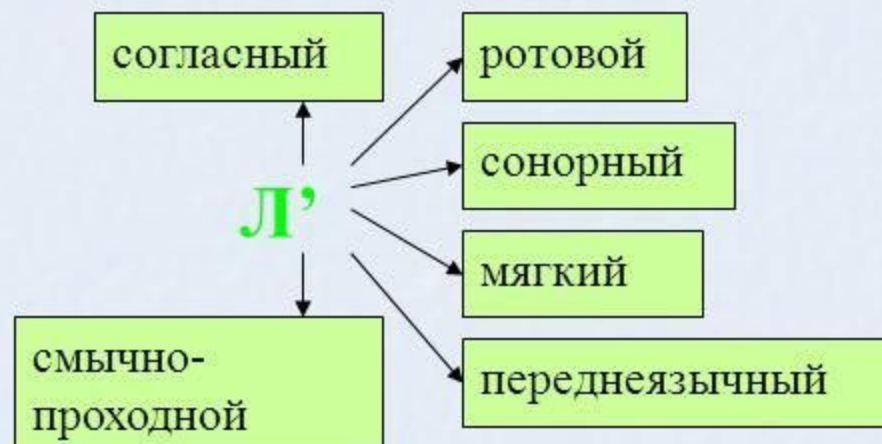 согласный
ротовой
сонорный
Л’
мягкий
смычно-
проходной
переднеязычный